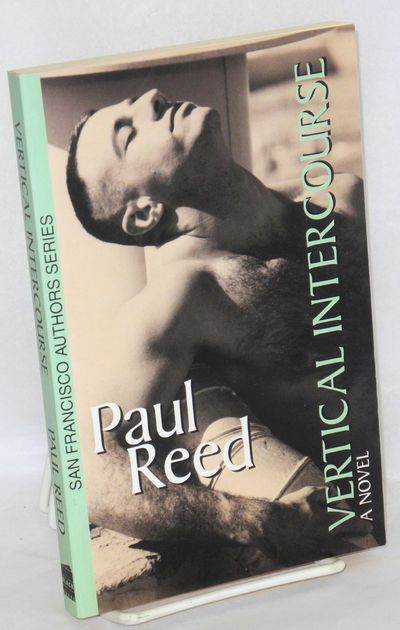 VERTICAL INTERCOURSE
PAUL REED
SAN FRANCISCO AUTHORS SERIES
Paul
Reed
VERTICAL INTERCOURSE
A NOVEL